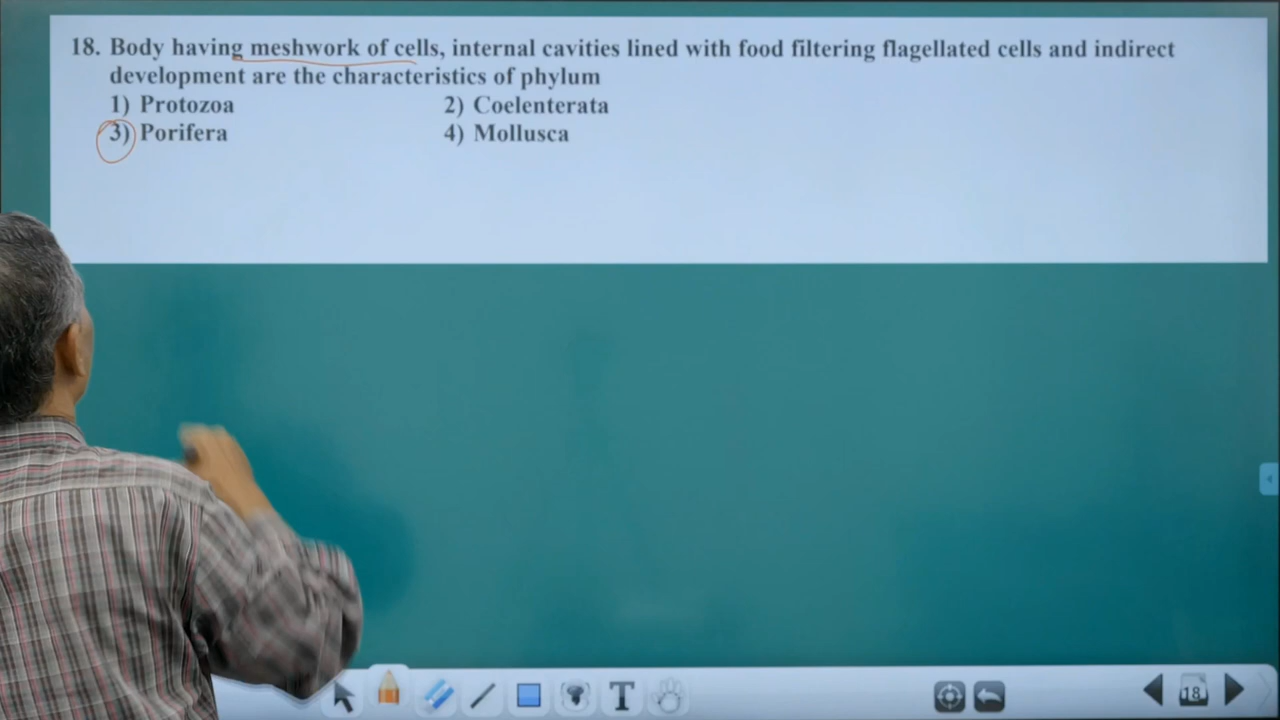 18. Body having meshwork of cells, internal cavities lined with food filtering flagellated cells and indirect
development are the characteristics of phylum
1) Protozoa 2) Coelenterata
3) Porifera 4) Mollusca
T 18